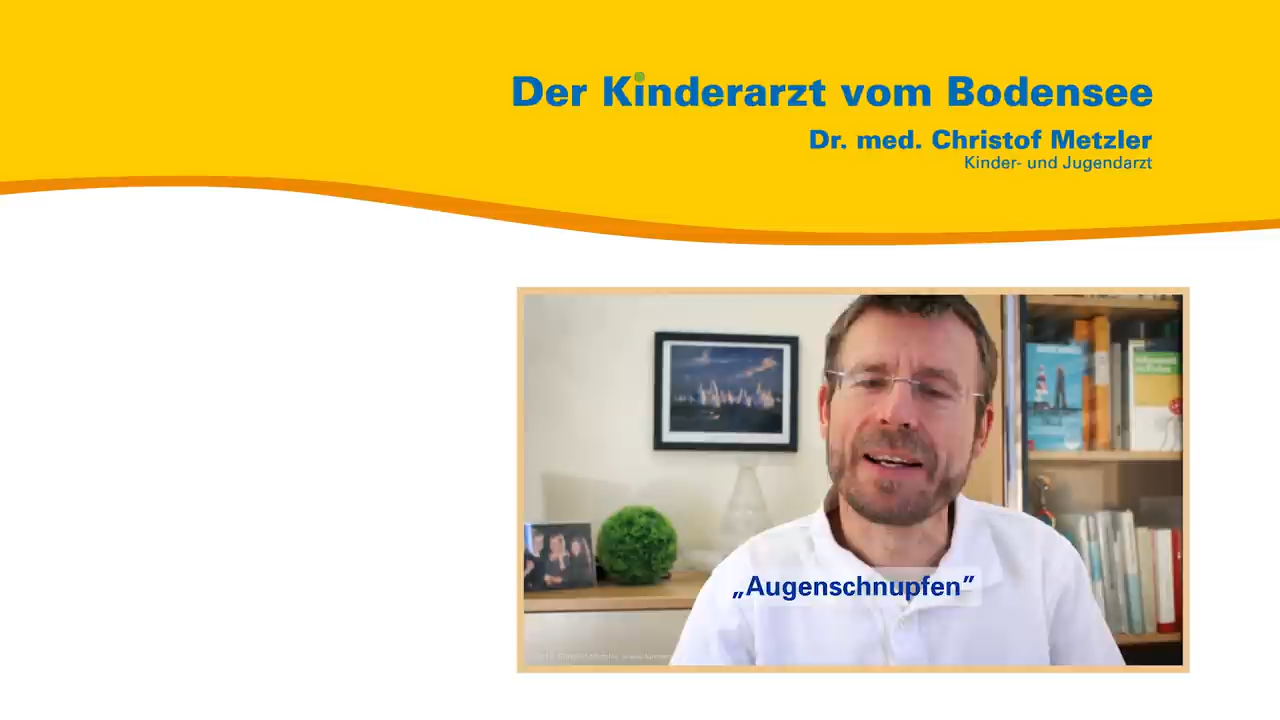 Der Kinderarzt vom Bodensee
Dr. med. Christof Metzler
Kinder- und Jugendarzt
„Augenschnupfen”